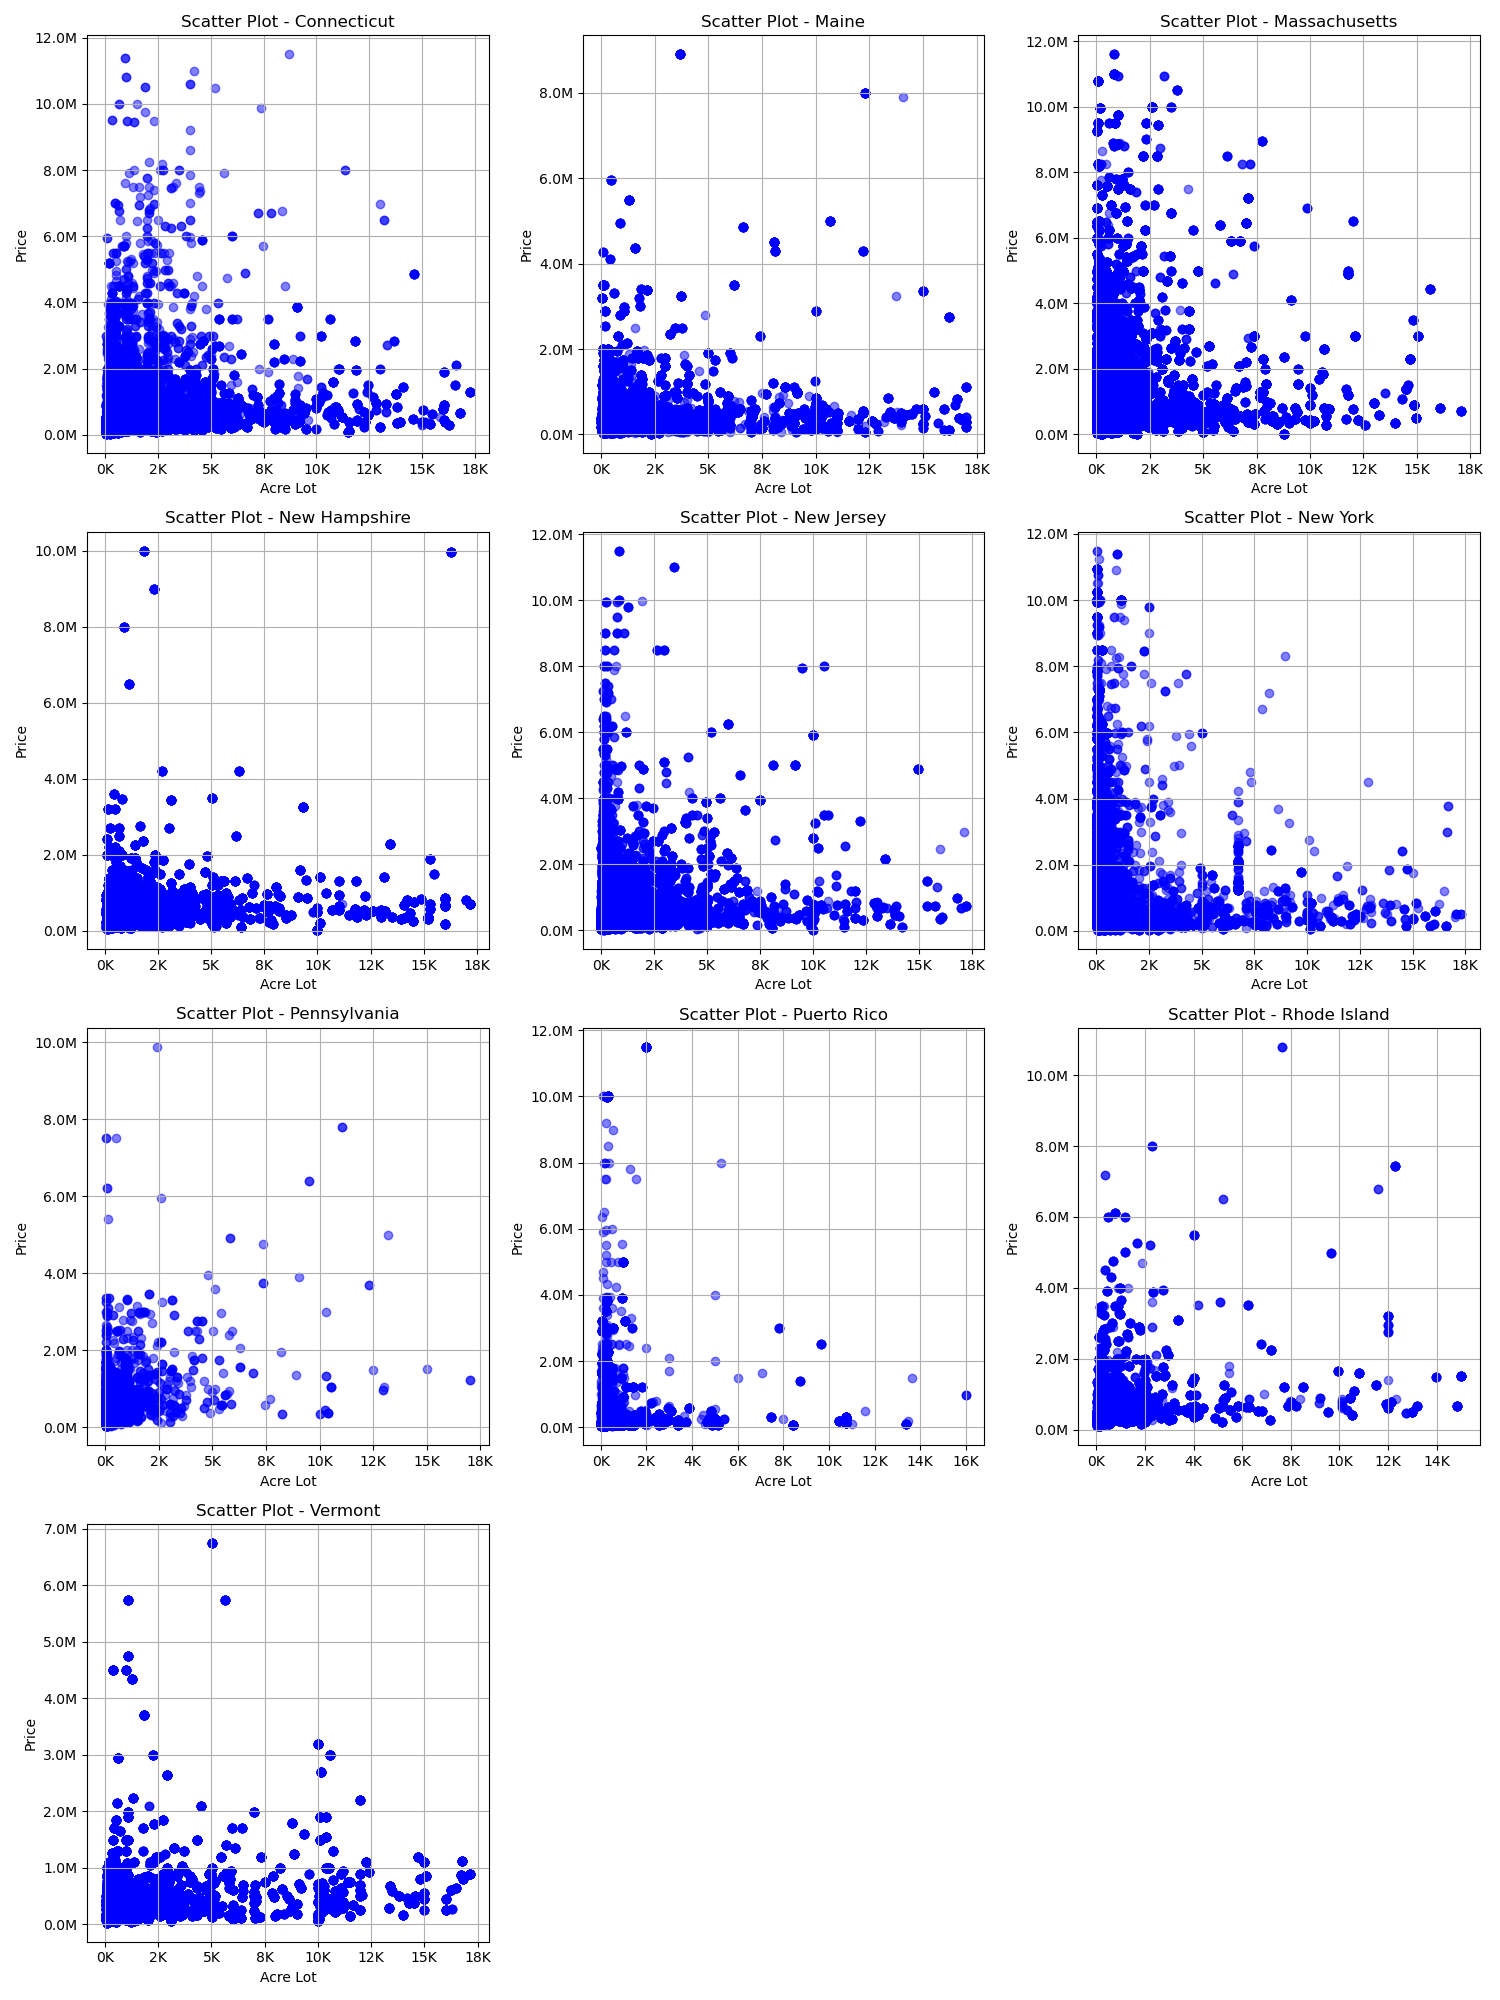 Scatter Plot - Connecticut
12.0M
10.0M
8.0M
6.0M
4.0M
2.0M
0.0M
Price
0K 2K 5K 8K 10K 12K 15K 18K
Acre Lot
Scatter Plot - Maine
8.0M
6.0M
4.0M
2.0M
0.0M
Price
0K 2K 5K 8K 10K 12K 15K 18K
Acre Lot
Scatter Plot - Massachusetts
12.0M
10.0M
8.0M
6.0M
4.0M
2.0M
0.0M
Price
0K 2K 5K 8K 10K 12K 15K 18K
Acre Lot
Scatter Plot - New Hampshire
10.0M
8.0M
6.0M
4.0M
2.0M
0.0M
Price
0K 2K 5K 8K 10K 12K 15K 18K
Acre Lot
Scatter Plot - New Jersey
12.0M
10.0M
8.0M
6.0M
4.0M
2.0M
0.0M
Price
0K 2K 5K 8K 10K 12K 15K 18K
Acre Lot
Scatter Plot - New York
12.0M
10.0M
8.0M
6.0M
4.0M
2.0M
0.0M
Price
0K 2K 5K 8K 10K 12K 15K 18K
Acre Lot
Scatter Plot - Pennsylvania
10.0M
8.0M
6.0M
4.0M
2.0M
0.0M
Price
0K 2K 5K 8K 10K 12K 15K 18K
Acre Lot
Scatter Plot - Puerto Rico
12.0M
10.0M
8.0M
6.0M
4.0M
2.0M
0.0M
Price
0K 2K 4K 6K 8K 10K 12K 14K 16K
Acre Lot
Scatter Plot - Rhode Island
10.0M
8.0M
6.0M
4.0M
2.0M
0.0M
Price
0K 2K 4K 6K 8K 10K 12K 14K
Acre Lot
Scatter Plot - Vermont
7.0M
6.0M
5.0M
4.0M
3.0M
2.0M
1.0M
0.0M
Price
0K 2K 5K 8K 10K 12K 15K 18K
Acre Lot